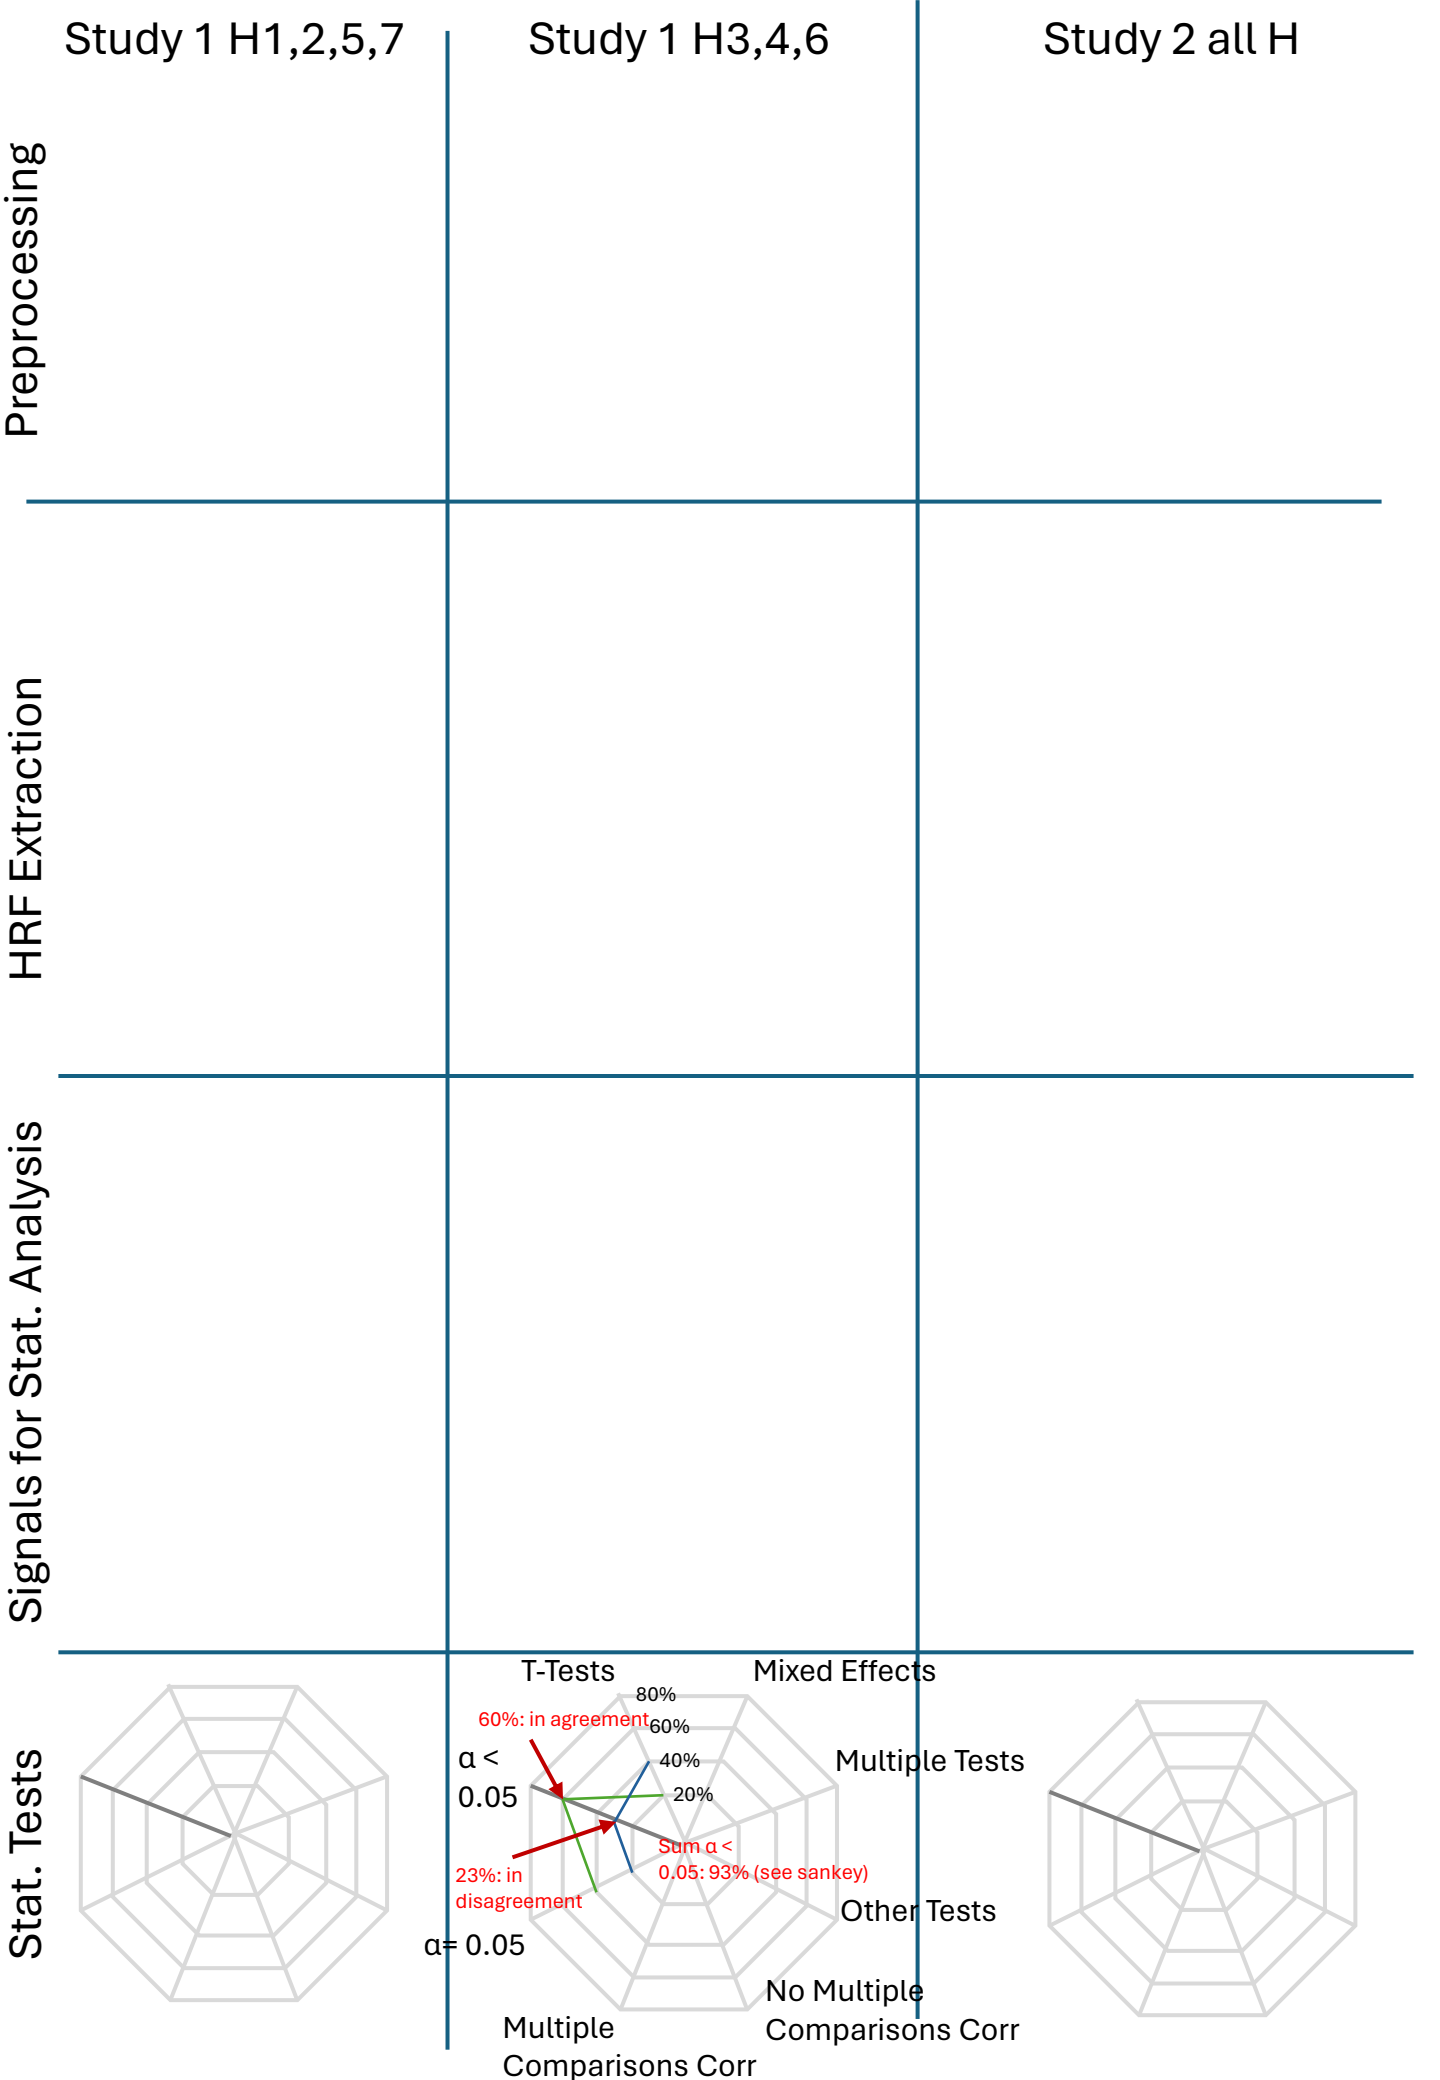 Study 1 H1,2,5,7
Study 1 H3,4,6
Study 2 all H
Preprocessing
HRF Extraction
Signals for Stat. Analysis
Stat. Tests
T-Tests
Mixed Effects
80%
60%: in agreement
60%
α <
0.05
40%
Multiple Tests
20%
Sum α <
0.05: 93% (see sankey)
23%: in
disagreement
Other Tests
α= 0.05
No Multiple
Comparisons Corr
Multiple
Comparisons Corr